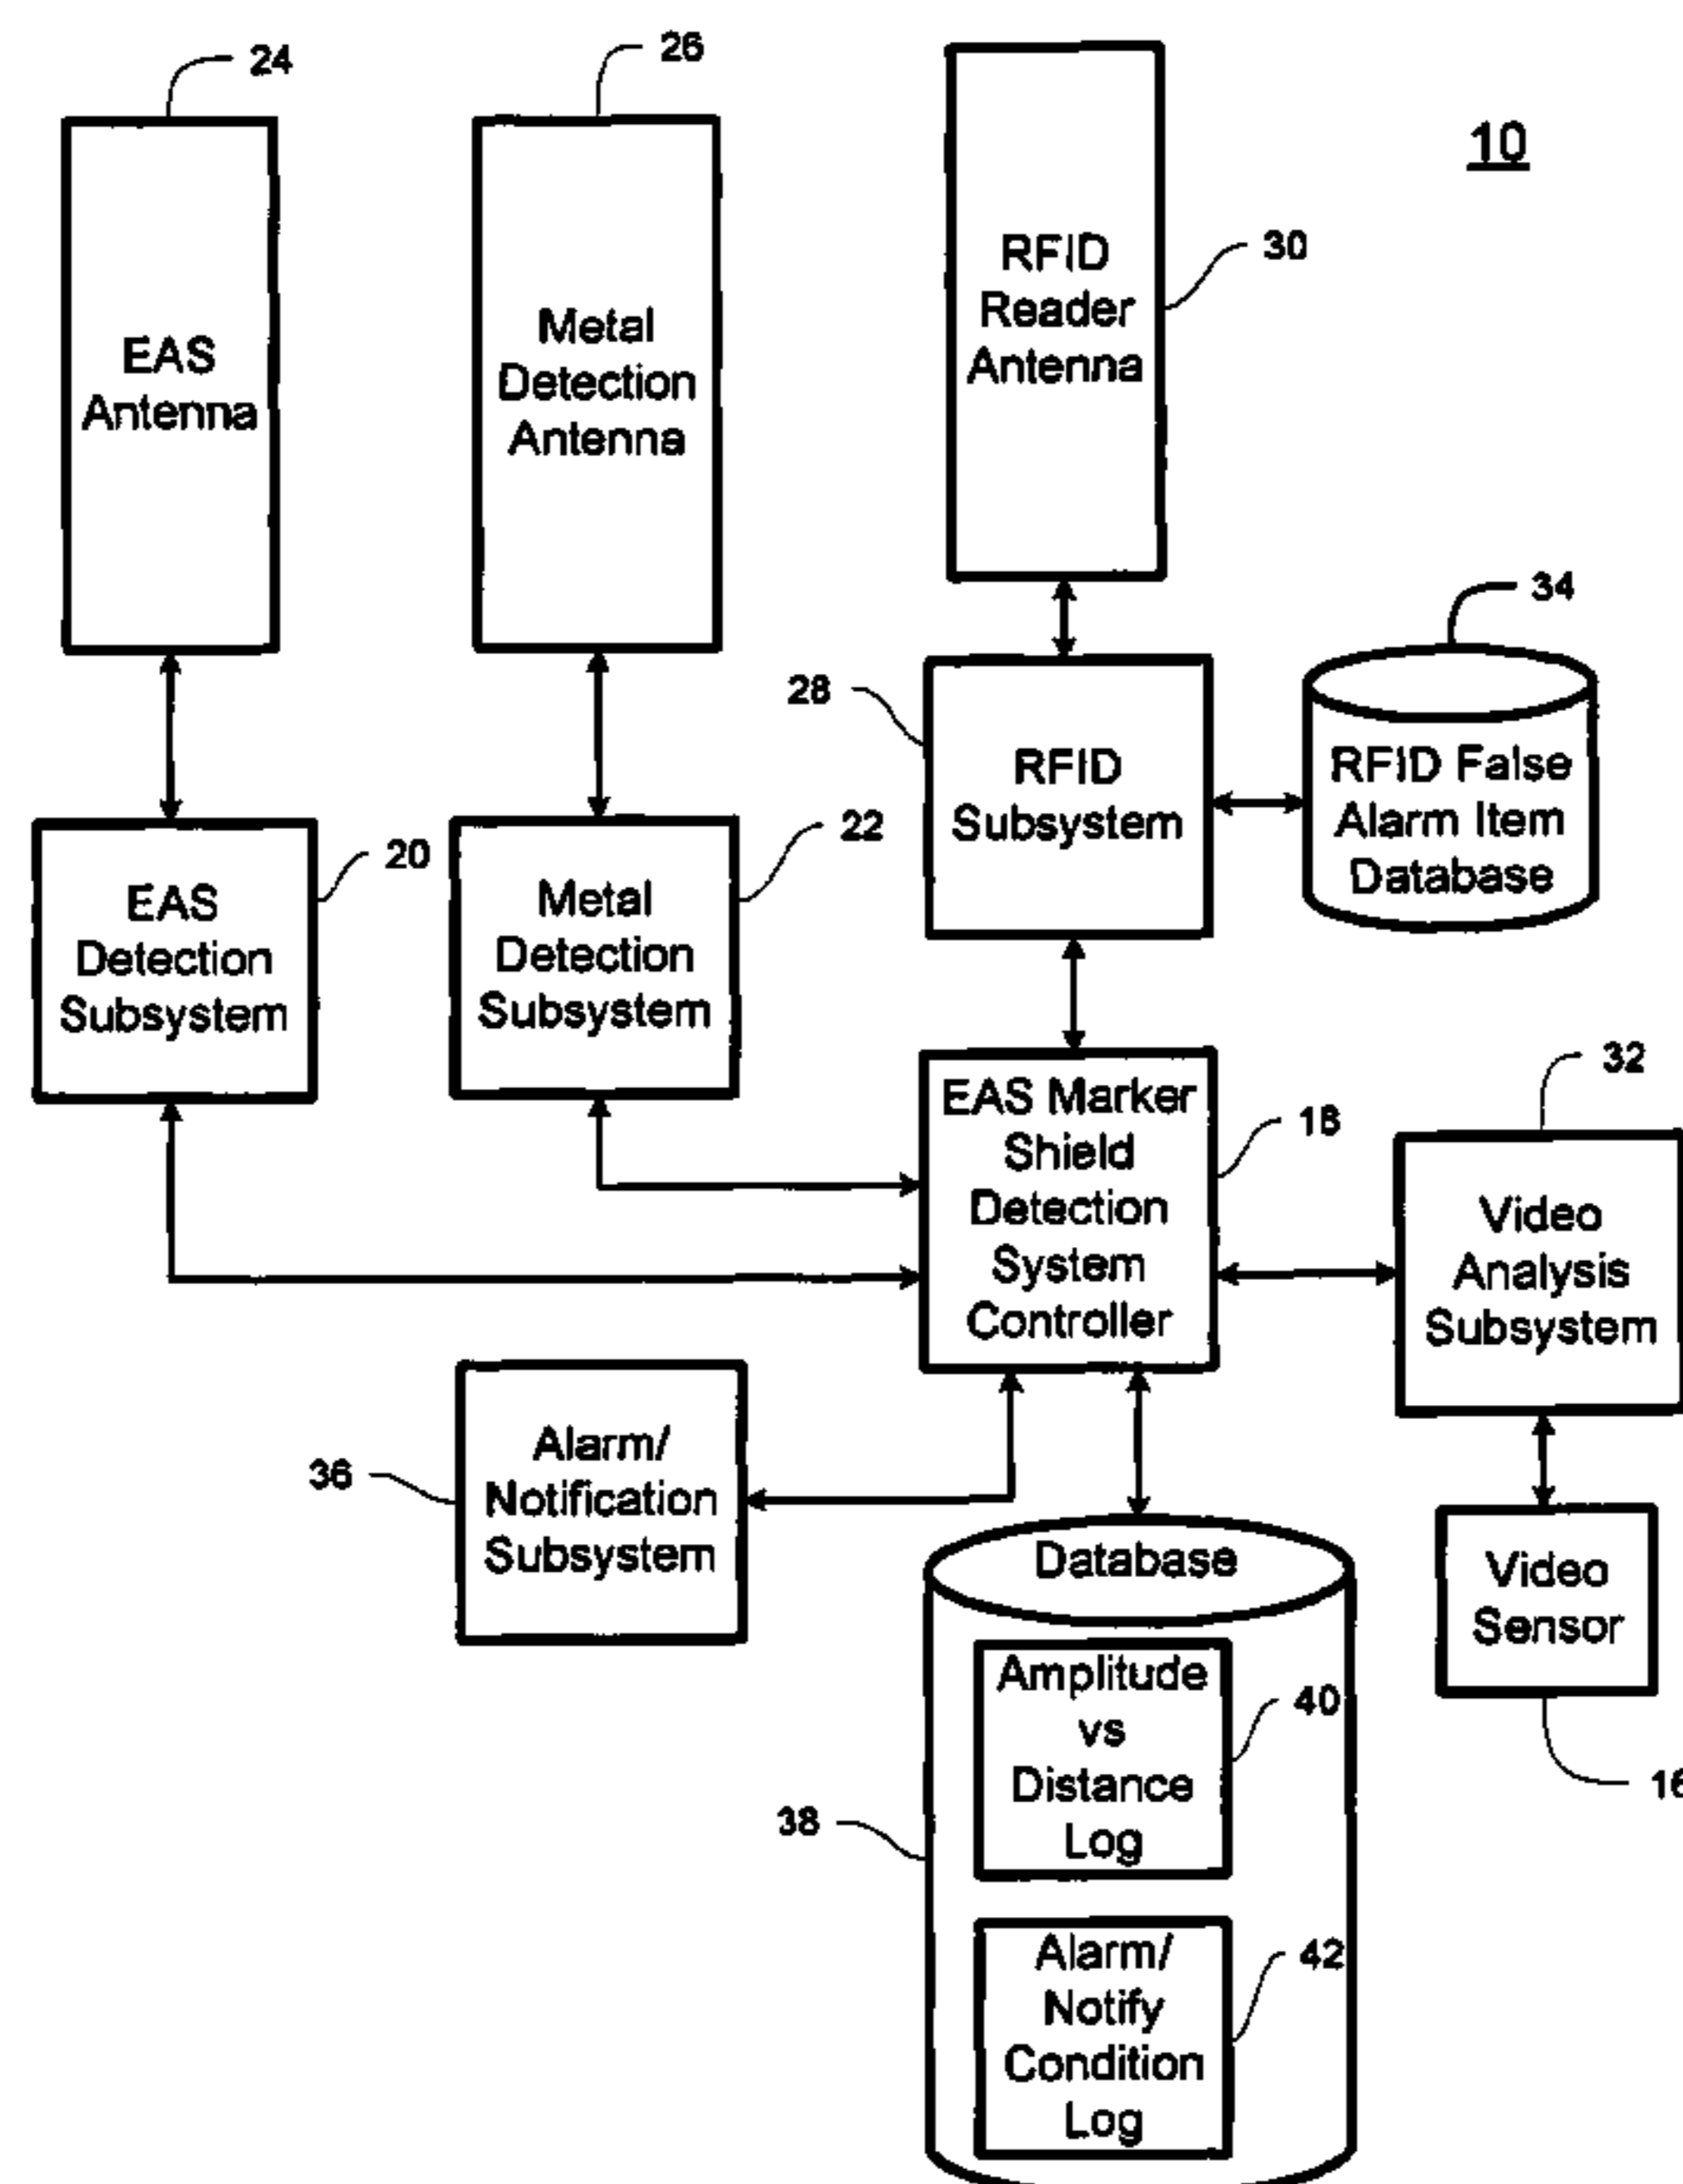 24
26
10
EAS
Antenna
Metal
Detection
Antenna
RFID
Reader
Antenna
30
34
28
RFID
Subsystem
RFID False
Alarm Item
Database
20
EAS
Detection
Subsystem
22
Metal
Detection
Subsystem
32
EAS Marker
Shield
Detection
System
Controller
18
Video
Analysis
Subsystem
36
Alarm/
Notification
Subsystem
Database
Video
Sensor
16
Amplitude
vs
Distance
Log
40
38
Alarm/
Notify
Condition
Log
42